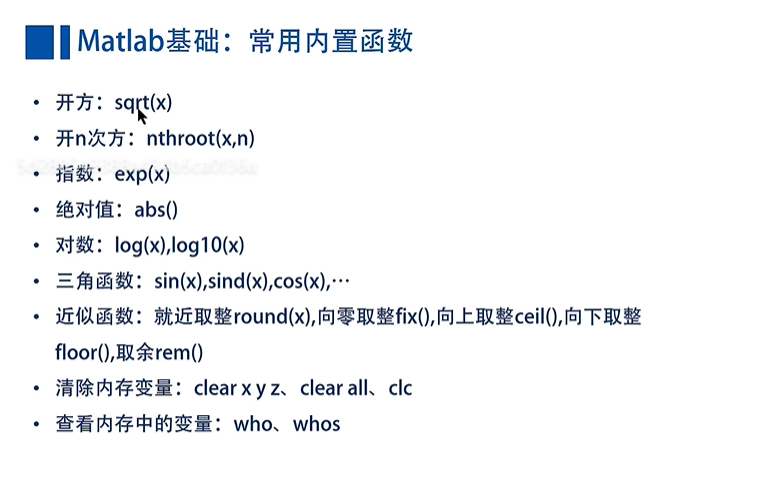 Matlab基础：常用内置函数
• 开方：sqrt(x)
• 开n次方：nthroot(x,n)
• 指数：exp(x)
• 绝对值：abs()
• 对数：log(x),log10(x)
• 三角函数：sin(x),sind(x),cos(x),⋯
• 近似函数：就近取整round(x),向零取整fix(),向上取整ceil(),向下取整
floor(),取余rem()
• 清除内存变量：clear x y z、clear all、clc
• 查看内存中的变量：who、whos